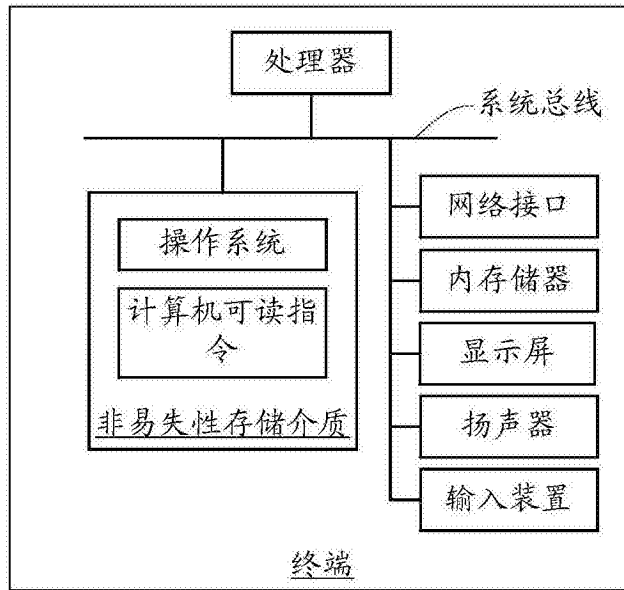 处理器
系统总线
操作系统
计算机可读指
令
非易失性存储介质
网络接口
内存储器
显示屏
扬声器
输入装置
终端